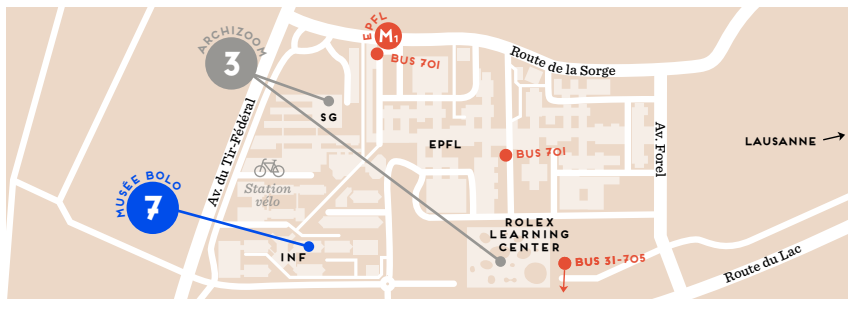 EPFL
M1
BUS 701
ARCHIZOOM
3
Route de la Sorge
SG
Av. du Tir-Fédéral
EPFL
BUS 701
Av. Forel
LAUSANNE
Station
vélo
MUSÉE BOLO
7
INF
ROLEX
LEARNING
CENTER
BUS 31-705
Route du Lac